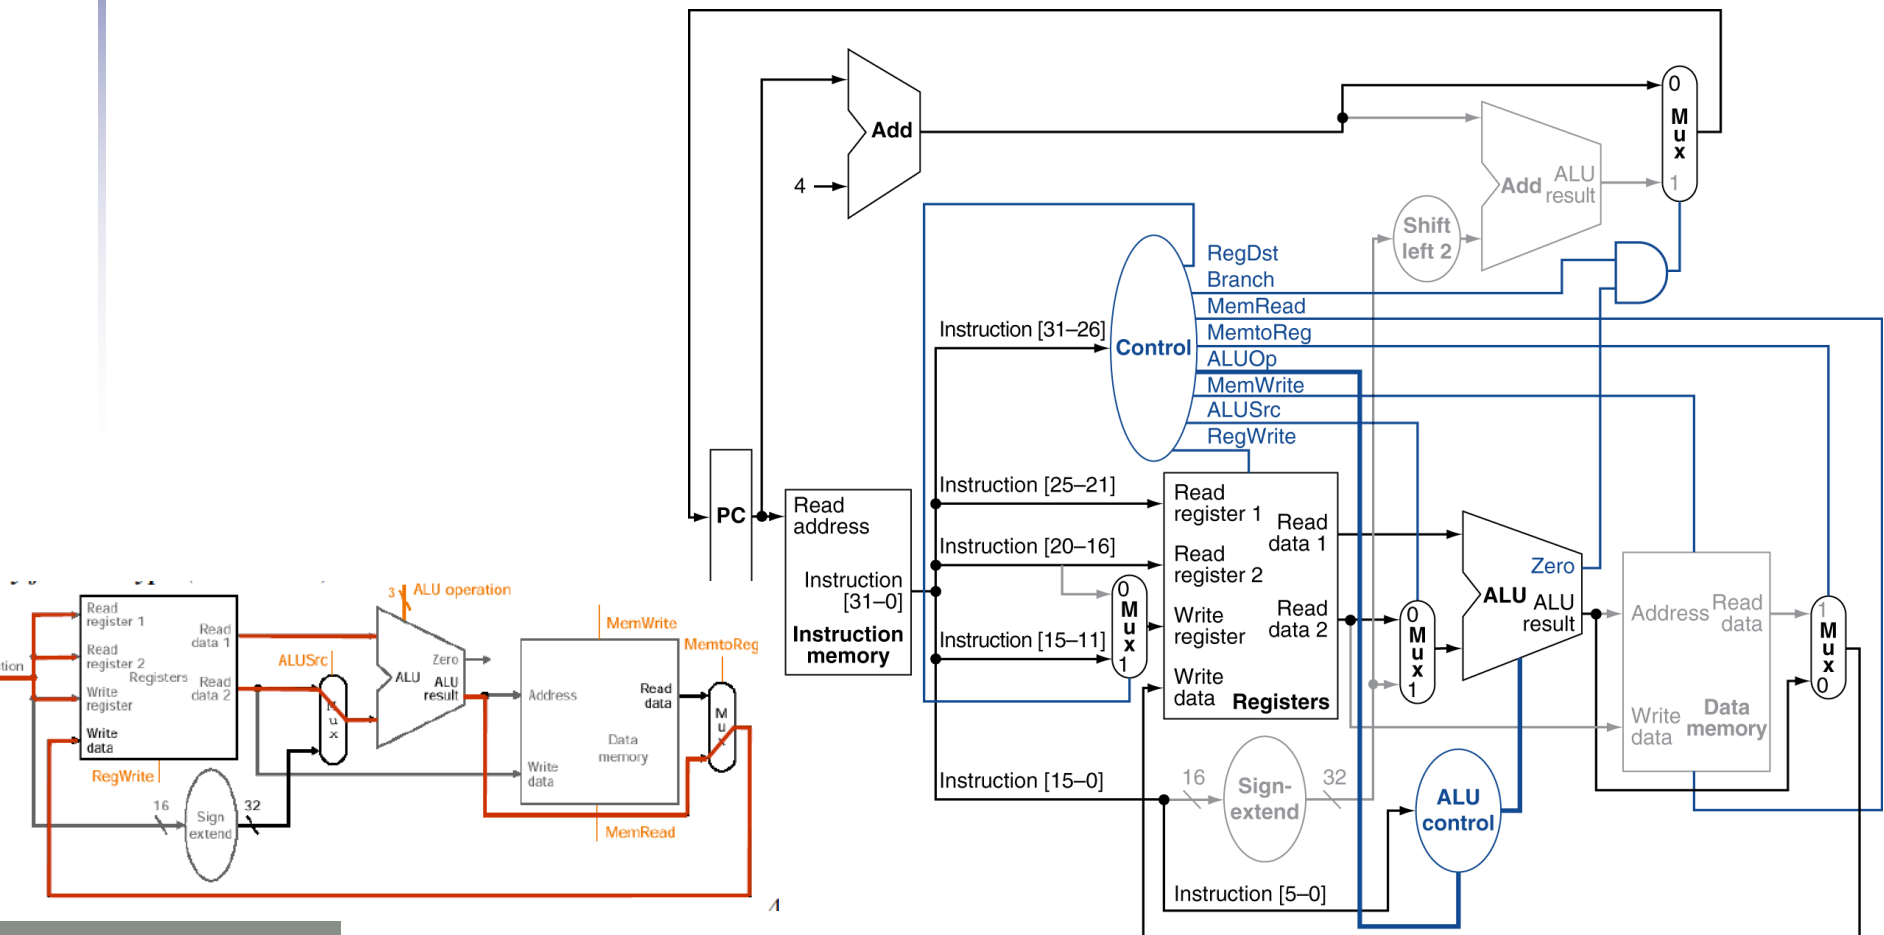 0
M
u
x
1
Add
4
Add
ALU
result
Shift
left 2
RegDst
Branch
MemRead
MemtoReg
ALUOp
MemWrite
ALUSrc
RegWrite
Control
Instruction [31–26]
Instruction [25–21]
Instruction [20–16]
Instruction [15–11]
Instruction [15–0]
Instruction [5–0]
PC
Read
address
Instruction
[31–0]
Instruction
memory
0
M
u
x
1
Read
register 1
Read
register 2
Write
register
Write
data
Read
data 1
Read
data 2
Registers
0
M
u
x
1
Zero
ALU
ALU
result
Address
Read
data
Write
data
Data
memory
1
M
u
x
0
16
Sign-
extend
32
ALU
control
3
ALU operation
Read
register 1
Read
register 2
Write
register
Write
data
Read
data 1
Read
data 2
Registers
RegWrite
ction
16
Sign
extend
32
ALUSrc
M
u
x
Zero
ALU
ALU
result
MemWrite
Address
Read
data
Data
memory
Write
data
MemRead
MemtoReg
M
u
x